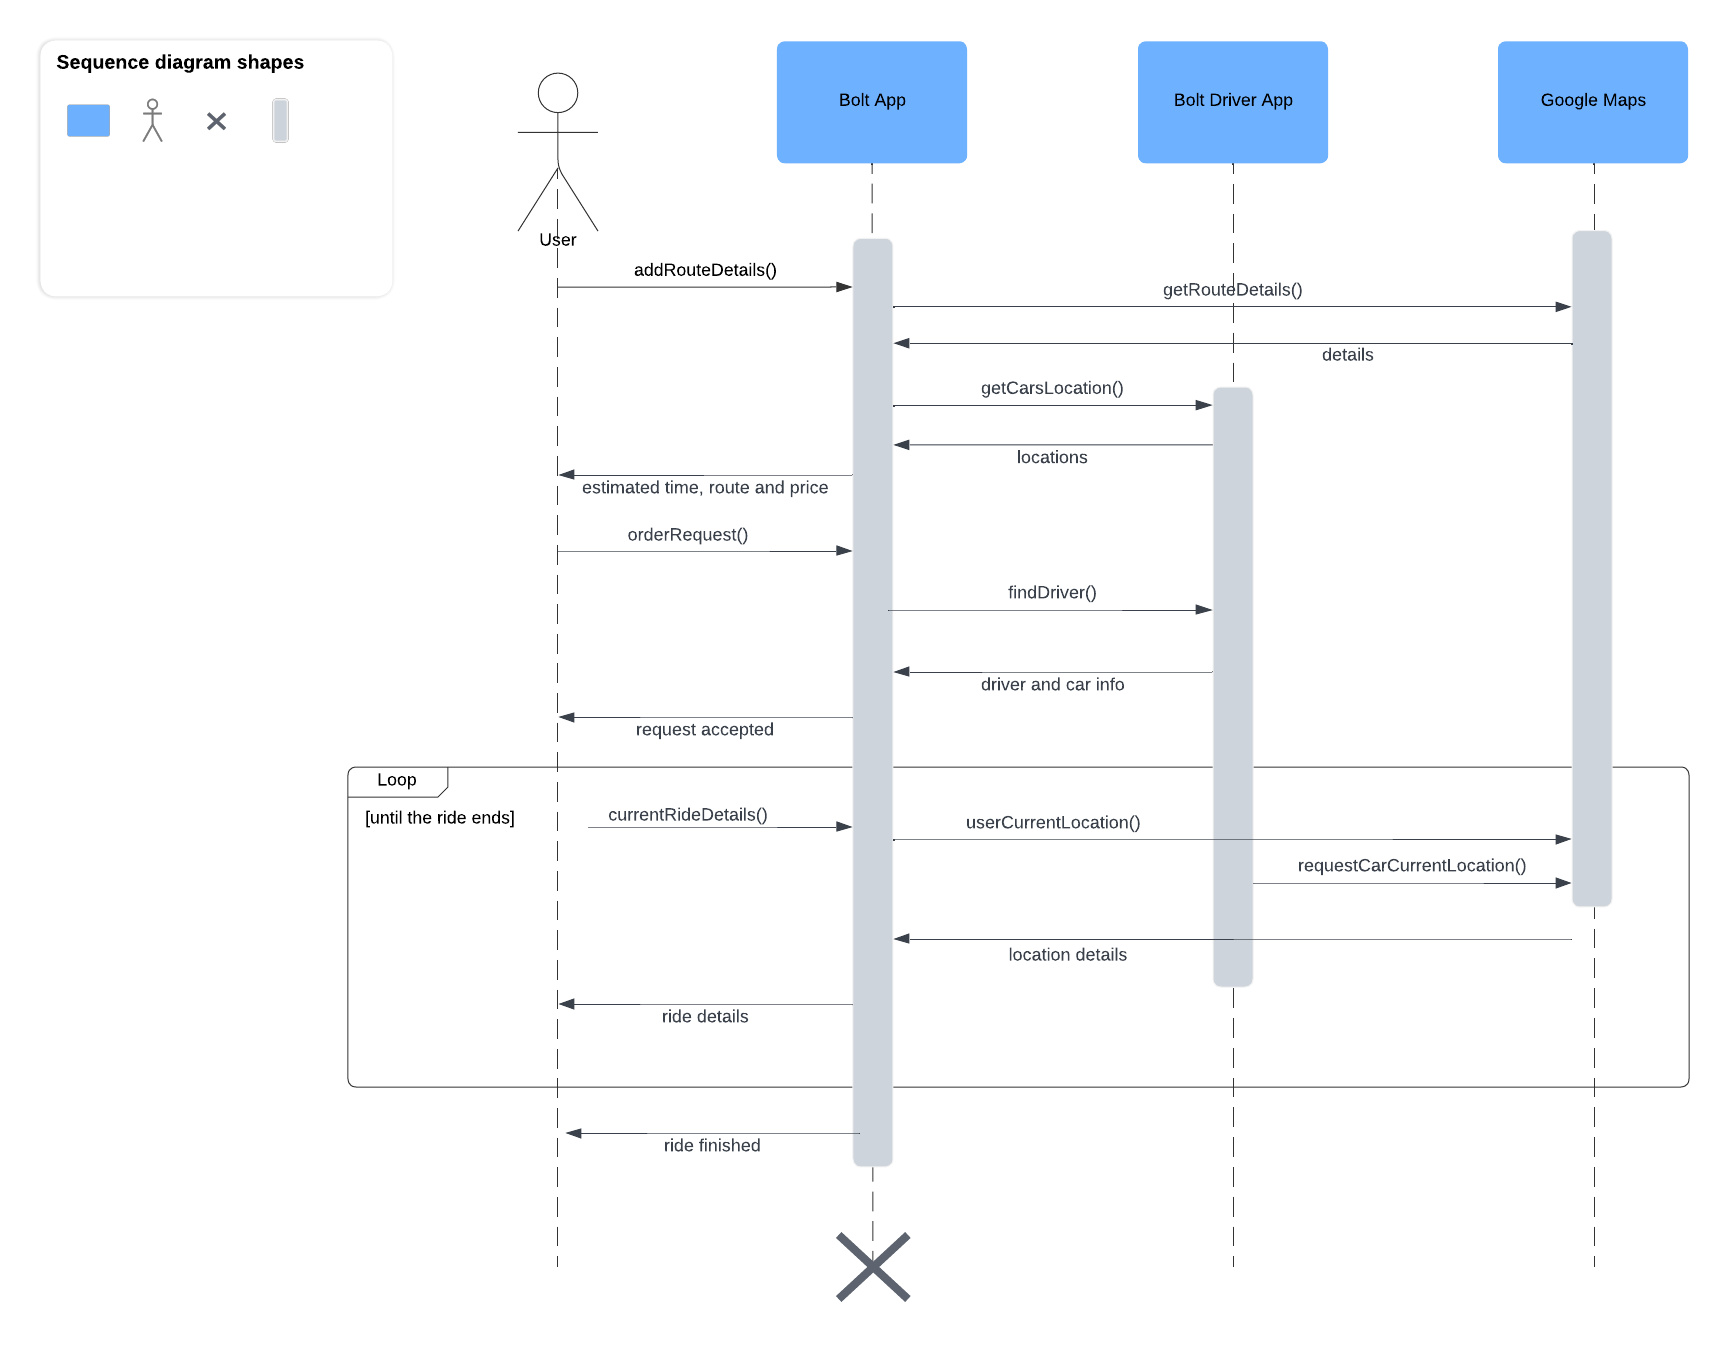 Sequence diagram shapes
Bolt App
Bolt Driver App
Google Maps
User
addRouteDetails()
getRouteDetails()
details
getCarsLocation()
locations
estimated time, route and price
orderRequest()
findDriver()
driver and car info
request accepted
Loop
[until the ride ends]
currentRideDetails()
userCurrentLocation()
requestCarCurrentLocation()
location details
ride details
ride finished